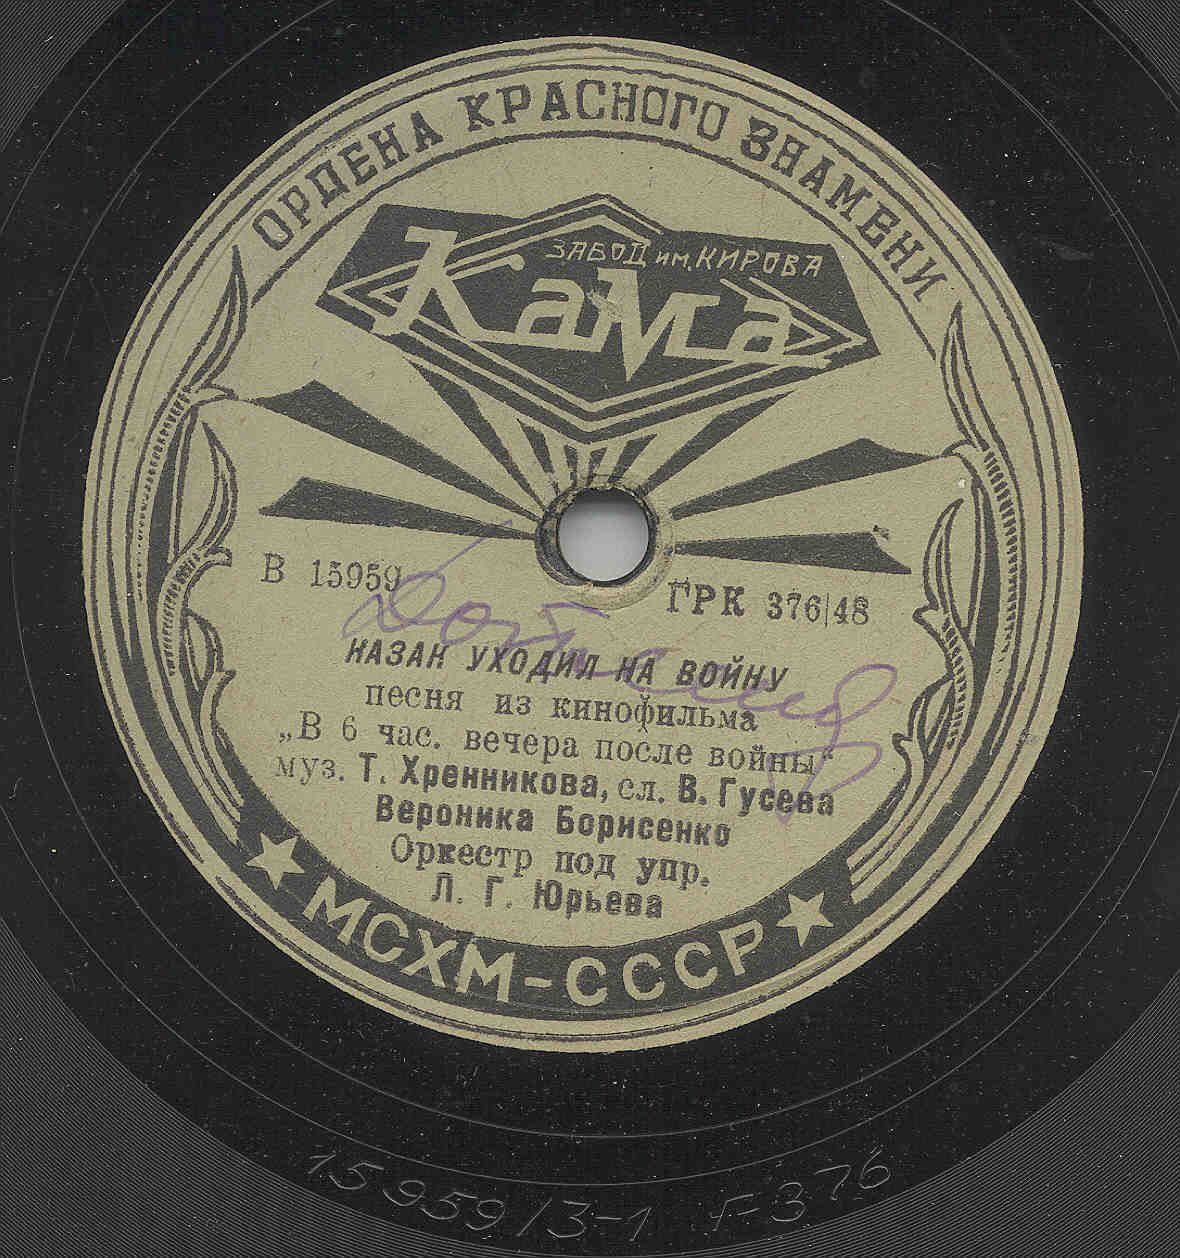 ОРДЕНА КРАСНОГО ЗНАМЕНИ
ЗАВОД им. КИРОВА
Кама
В 15959
ГРК 376|48
КАЗАК УХОДИЛ НА ВОЙНУ
песня из кинофильма
„В 6 час. вечера после войны“
муз. Т. Хренникова, сл. В. Гусева
Вероника Борисенко
Оркестр под упр.
Л. Г. Юрьева
МСХМ-СССР
15959/3-1 Г-376